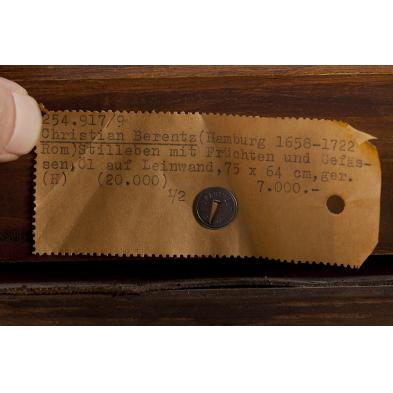 254.917/9
Christian Berentz(Hamburg 1658-1722
Rom)Stilleben mit Früchten und Gefäs-
sen,Öl auf Leinwand,75 x 64 cm,ger.
(H) (20.000) 7.000.-
1/2